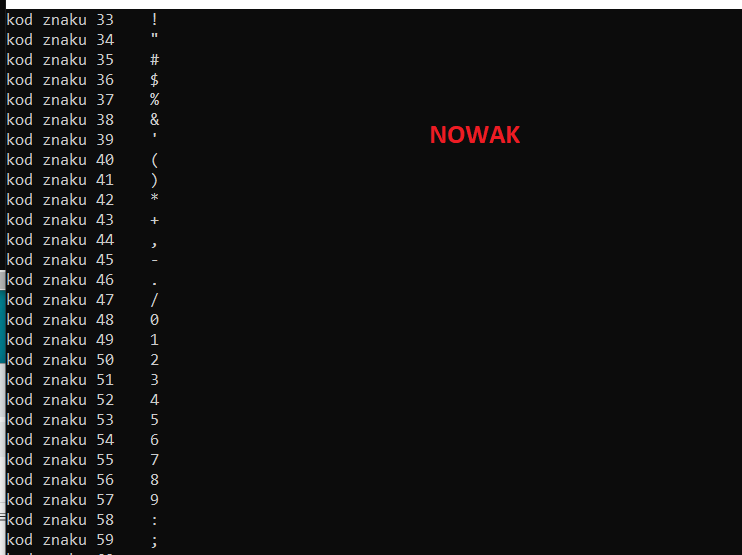 kod znaku 33    !
kod znaku 34    "
kod znaku 35    #
kod znaku 36    $
kod znaku 37    %
kod znaku 38    &
NOWAK
kod znaku 39    '
kod znaku 40    (
kod znaku 41    )
kod znaku 42    *
kod znaku 43    +
kod znaku 44    ,
kod znaku 45    -
kod znaku 46    .
kod znaku 47    /
kod znaku 48    0
kod znaku 49    1
kod znaku 50    2
kod znaku 51    3
kod znaku 52    4
kod znaku 53    5
kod znaku 54    6
kod znaku 55    7
kod znaku 56    8
kod znaku 57    9
kod znaku 58    :
kod znaku 59    ;